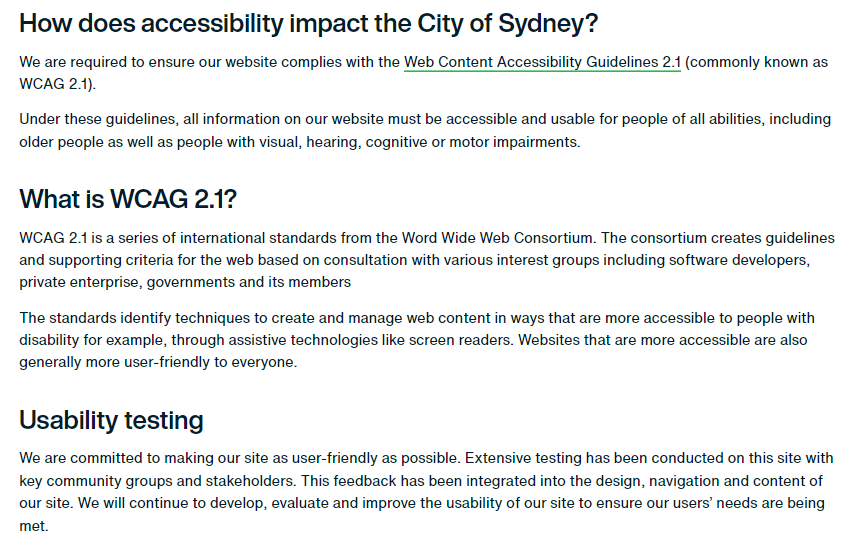 How does accessibility impact the City of Sydney?
We are required to ensure our website complies with the Web Content Accessibility Guidelines 2.1 (commonly known as
WCAG 2.1).
Under these guidelines, all information on our website must be accessible and usable for people of all abilities, including
older people as well as people with visual, hearing, cognitive or motor impairments.
What is WCAG 2.1?
WCAG 2.1 is a series of international standards from the Word Wide Web Consortium. The consortium creates guidelines
and supporting criteria for the web based on consultation with various interest groups including software developers,
private enterprise, governments and its members
The standards identify techniques to create and manage web content in ways that are more accessible to people with
disability for example, through assistive technologies like screen readers. Websites that are more accessible are also
generally more user-friendly to everyone.
Usability testing
We are committed to making our site as user-friendly as possible. Extensive testing has been conducted on this site with
key community groups and stakeholders. This feedback has been integrated into the design, navigation and content of
our site. We will continue to develop, evaluate and improve the usability of our site to ensure our users’ needs are being
met.